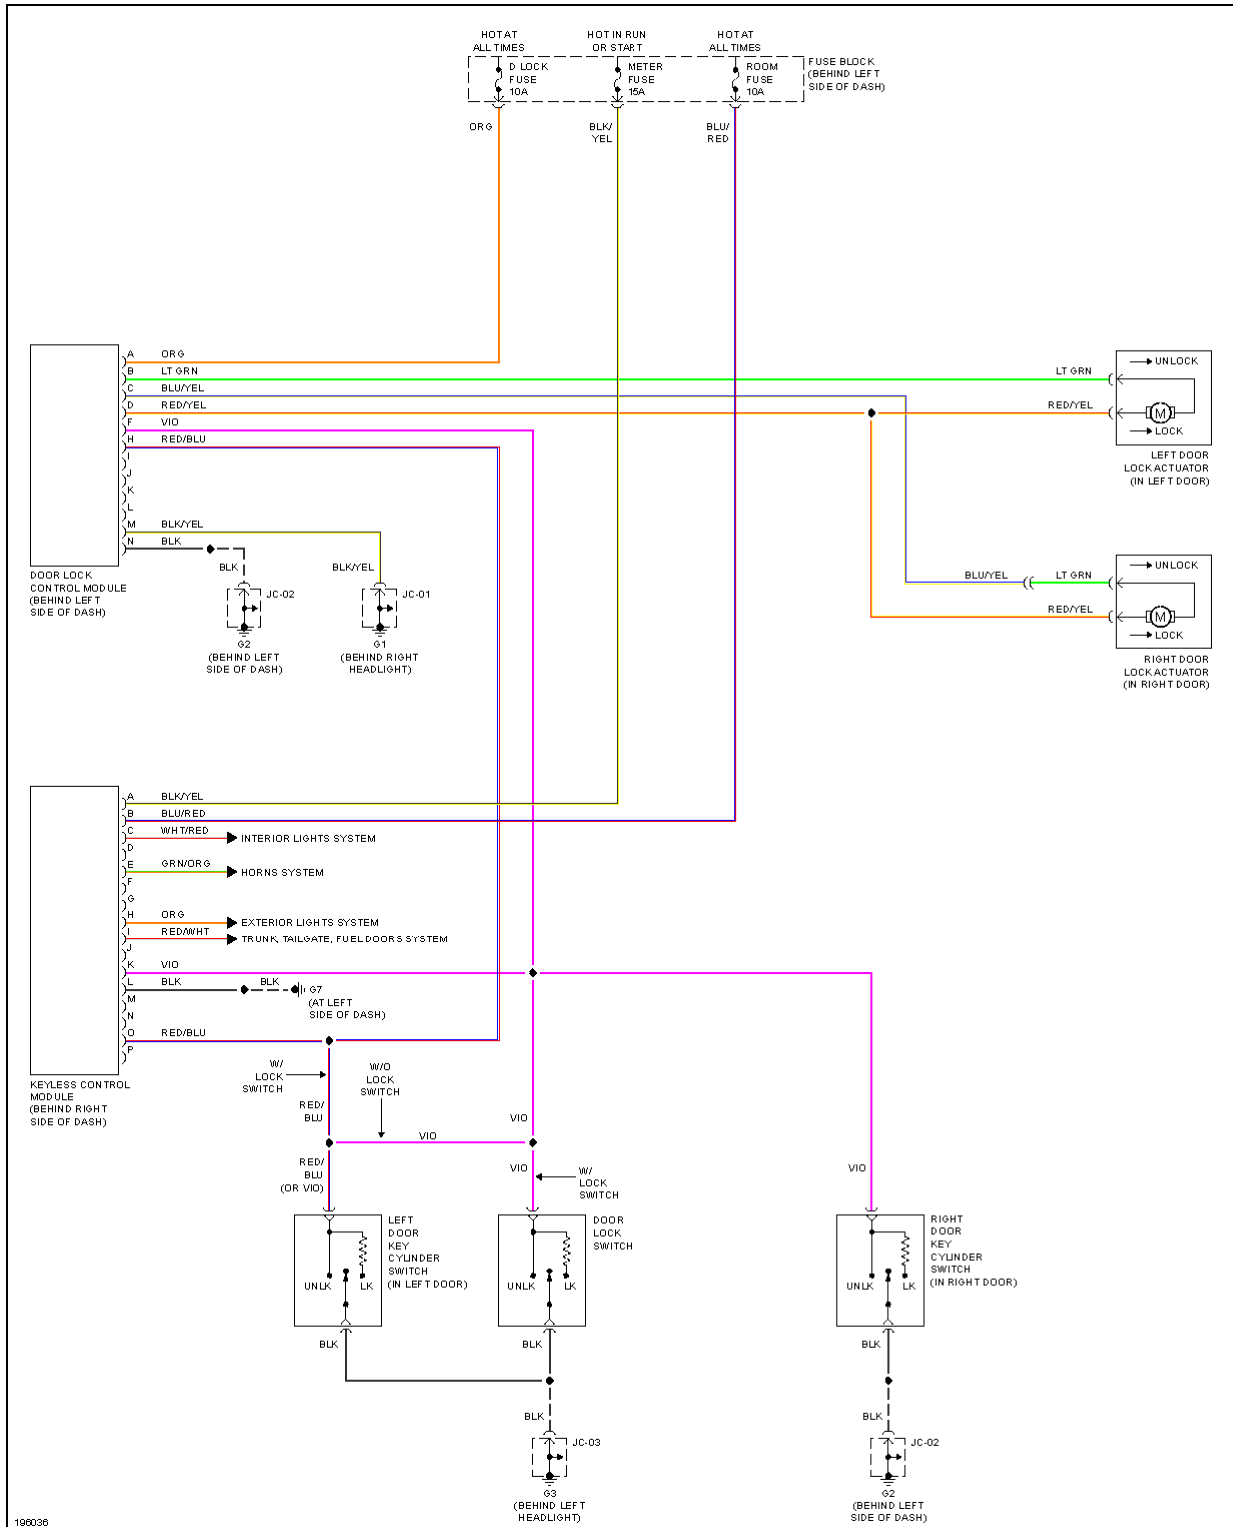 HOT AT
ALL TIMES
HOT IN RUN
OR START
HOT AT
ALL TIMES
D LOCK
FUSE
10A
METER
FUSE
15A
ROOM
FUSE
10A
FUSE BLOCK
(BEHIND LEFT
SIDE OF DASH)
ORG
BLK/
YEL
BLU/
RED
A ORG
B LT GRN
C BLU/YEL
D RED/YEL
F VIO
H RED/BLU
I
J
K
L
M BLK/YEL
N BLK
DOOR LOCK
CONTROL MODULE
(BEHIND LEFT
SIDE OF DASH)
BLK
JC-02
G2
(BEHIND LEFT
SIDE OF DASH)
BLK/YEL
JC-01
G1
(BEHIND RIGHT
HEADLIGHT)
LT GRN
RED/YEL
UNLOCK
M
LOCK
LEFT DOOR
LOCK ACTUATOR
(IN LEFT DOOR)
BLU/YEL
LT GRN
RED/YEL
UNLOCK
M
LOCK
RIGHT DOOR
LOCK ACTUATOR
(IN RIGHT DOOR)
A BLK/YEL
B BLU/RED
C WHT/RED INTERIOR LIGHTS SYSTEM
D
E GRN/ORG HORNS SYSTEM
F
G
H ORG EXTERIOR LIGHTS SYSTEM
I RED/WHT TRUNK, TAILGATE, FUEL DOORS SYSTEM
J
K VIO
L BLK BLK G7
(AT LEFT
SIDE OF DASH)
M
N
O RED/BLU
P
KEYLESS CONTROL
MODULE
(BEHIND RIGHT
SIDE OF DASH)
W/
LOCK
SWITCH
W/O
LOCK
SWITCH
RED/
BLU
VIO
VIO
RED/
BLU
(OR VIO)
VIO
W/
LOCK
SWITCH
VIO
LEFT
DOOR
KEY
CYLINDER
SWITCH
(IN LEFT DOOR)
UNLK
LK
DOOR
LOCK
SWITCH
UNLK
LK
RIGHT
DOOR
KEY
CYLINDER
SWITCH
(IN RIGHT DOOR)
UNLK
LK
BLK
BLK
BLK
BLK
JC-03
G3
(BEHIND LEFT
HEADLIGHT)
BLK
JC-02
G2
(BEHIND LEFT
SIDE OF DASH)
196036